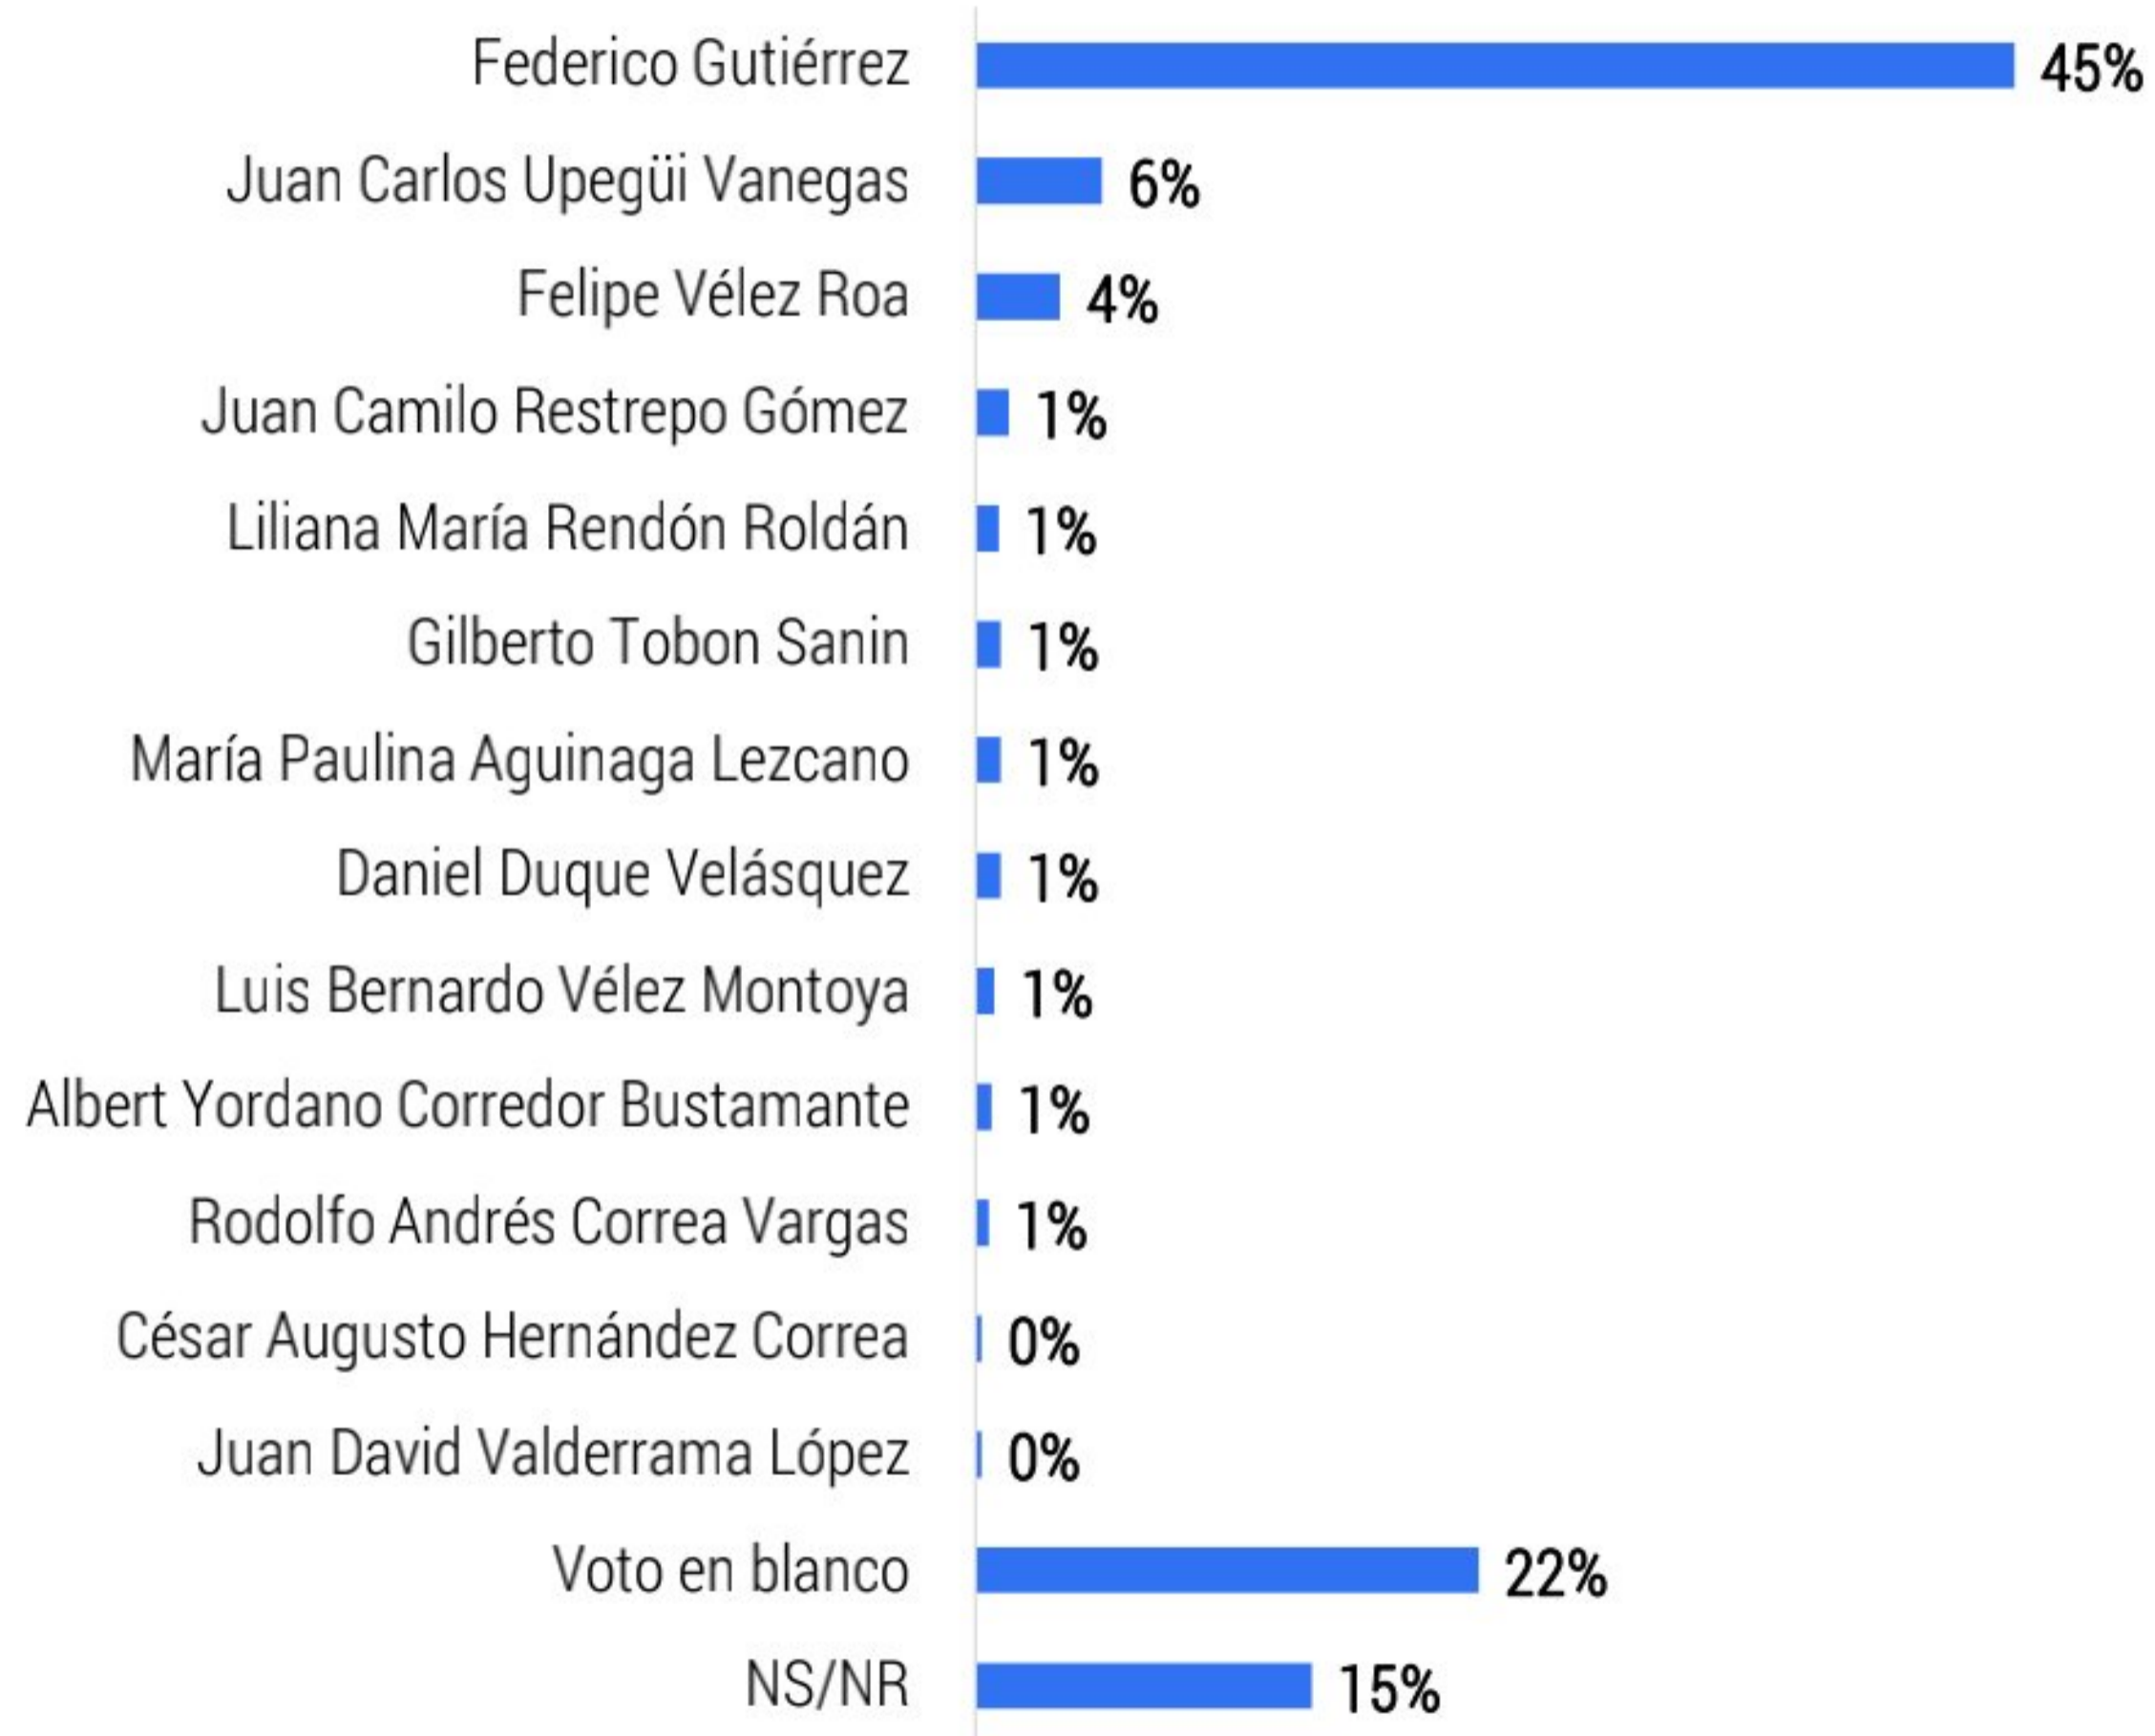 Federico Gutiérrez 45%
Juan Carlos Upegüi Vanegas 6%
Felipe Vélez Roa 4%
Juan Camilo Restrepo Gómez 1%
Liliana María Rendón Roldán 1%
Gilberto Tobon Sanin 1%
María Paulina Aguinaga Lezcano 1%
Daniel Duque Velásquez 1%
Luis Bernardo Vélez Montoya 1%
Albert Yordano Corredor Bustamante 1%
Rodolfo Andrés Correa Vargas 1%
César Augusto Hernández Correa 0%
Juan David Valderrama López 0%
Voto en blanco 22%
NS/NR 15%